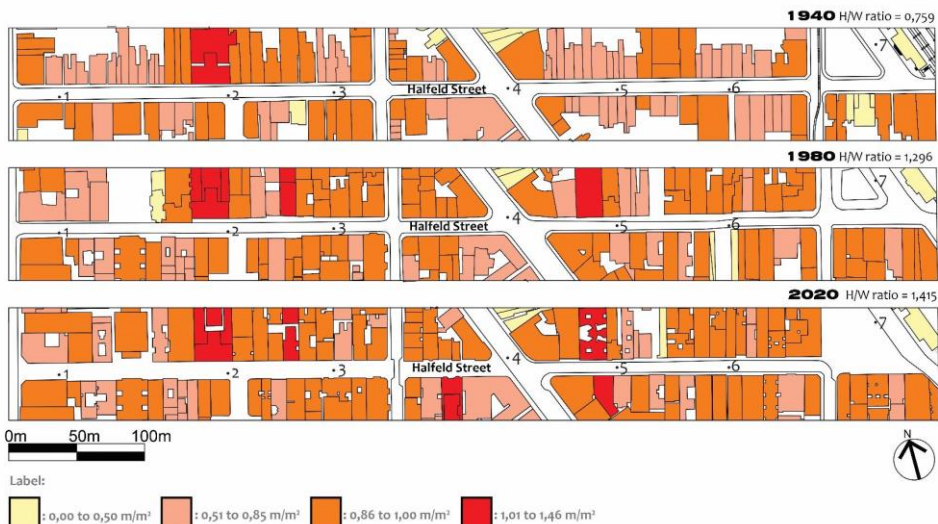 1940 H/W ratio = 0,759
•1 •2 •3 Halfeld Street •4 •5 •6 •7
1980 H/W ratio = 1,296
•1 •2 •3 Halfeld Street •4 •5 •6 •7
2020 H/W ratio = 1,415
•1 •2 •3 Halfeld Street •4 •5 •6 •7
0m 50m 100m
N
Label:
: 0,00 to 0,50 m/m² : 0,51 to 0,85 m/m² : 0,86 to 1,00 m/m² : 1,01 to 1,46 m/m²